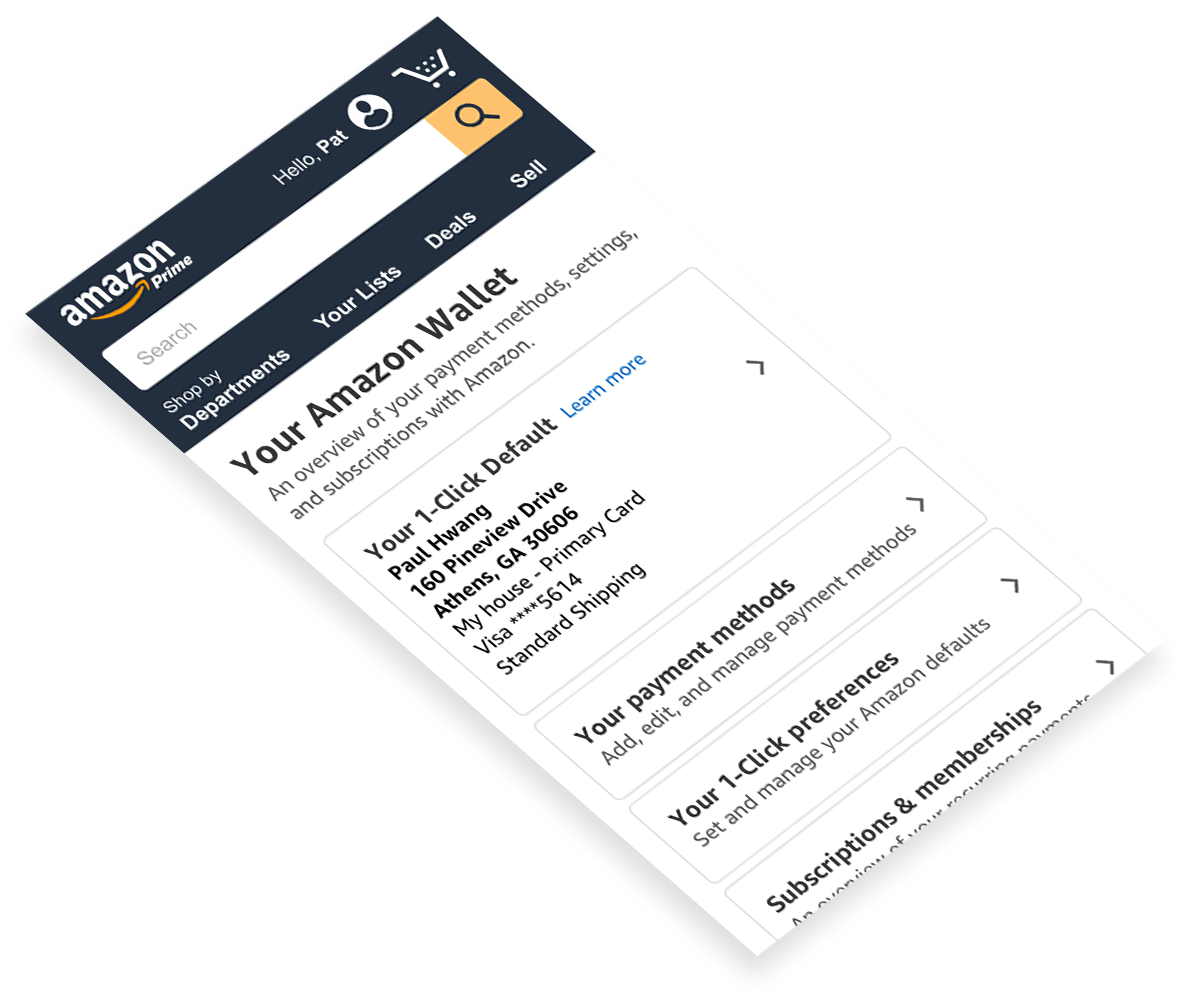 Hello, Pat
amazon
Prime
Search
Shop by
Departments
Your Lists
Deals
Sell
Your Amazon Wallet
An overview of your payment methods, settings,
and subscriptions with Amazon.
Your 1-Click Default Learn more
Paul Hwang
160 Pineview Drive
Athens, GA 30606
My house - Primary Card
Visa ****5614
Standard Shipping
Your payment methods
Add, edit, and manage payment methods
Your 1-Click preferences
Set and manage your Amazon defaults
Subscriptions & memberships
An overview of your recurring payments